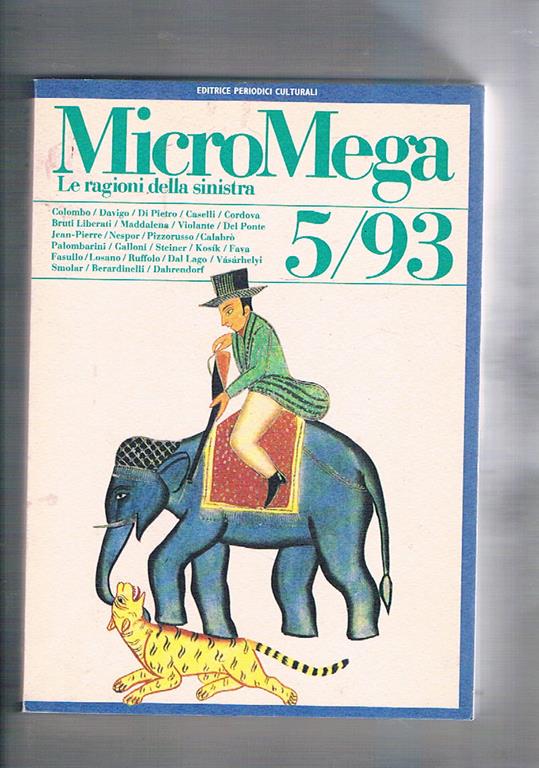 EDITRICE PERIODICI CULTURALI
MicroMega
Le ragioni della sinistra
Colombo / Davigo / Di Pietro / Caselli / Cordova
Bruti Liberati / Maddalena / Violante / Del Ponte
Jean-Pierre / Nespor / Pizzorusso / Calabrò
Palombarini / Galloni / Steiner / Kosík / Fava
Fasullo / Losano / Ruffolo / Dal Lago / Vásárhelyi
Smolar / Berardinelli / Dahrendorf
5/93